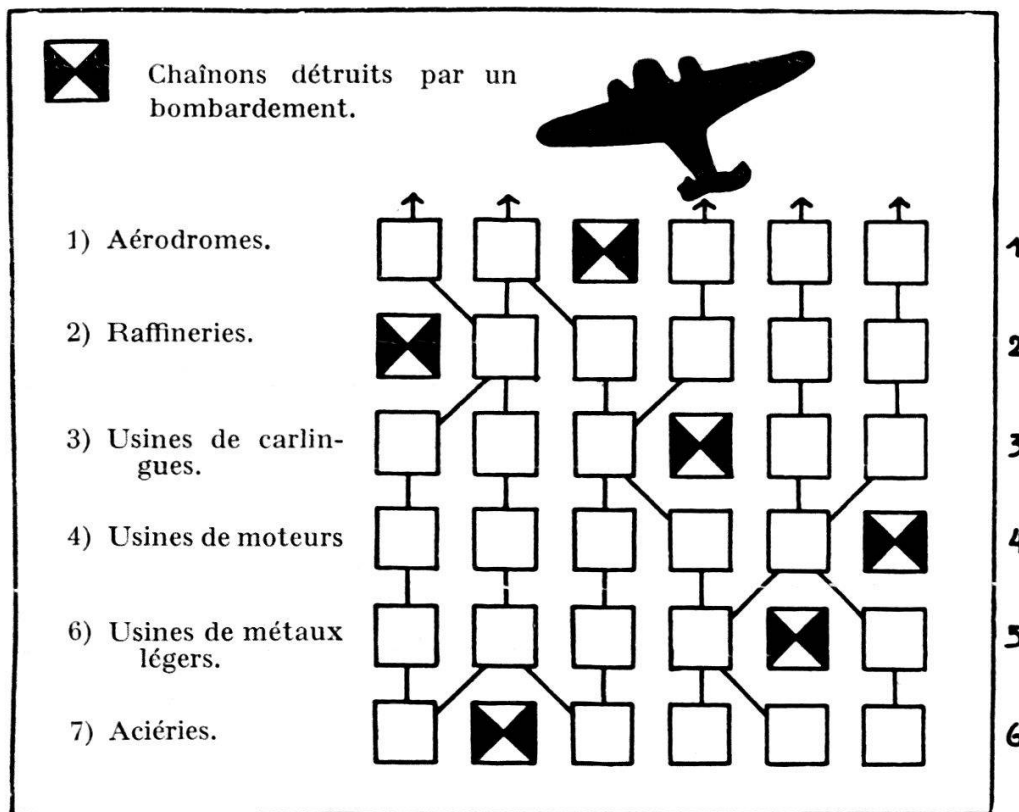 Chaînons détruits par un
bombardement.
1) Aérodromes.
1
2) Raffineries.
2
3) Usines de carlin-
gues.
3
4) Usines de moteurs
4
6) Usines de métaux
légers.
5
7) Aciéries.
6